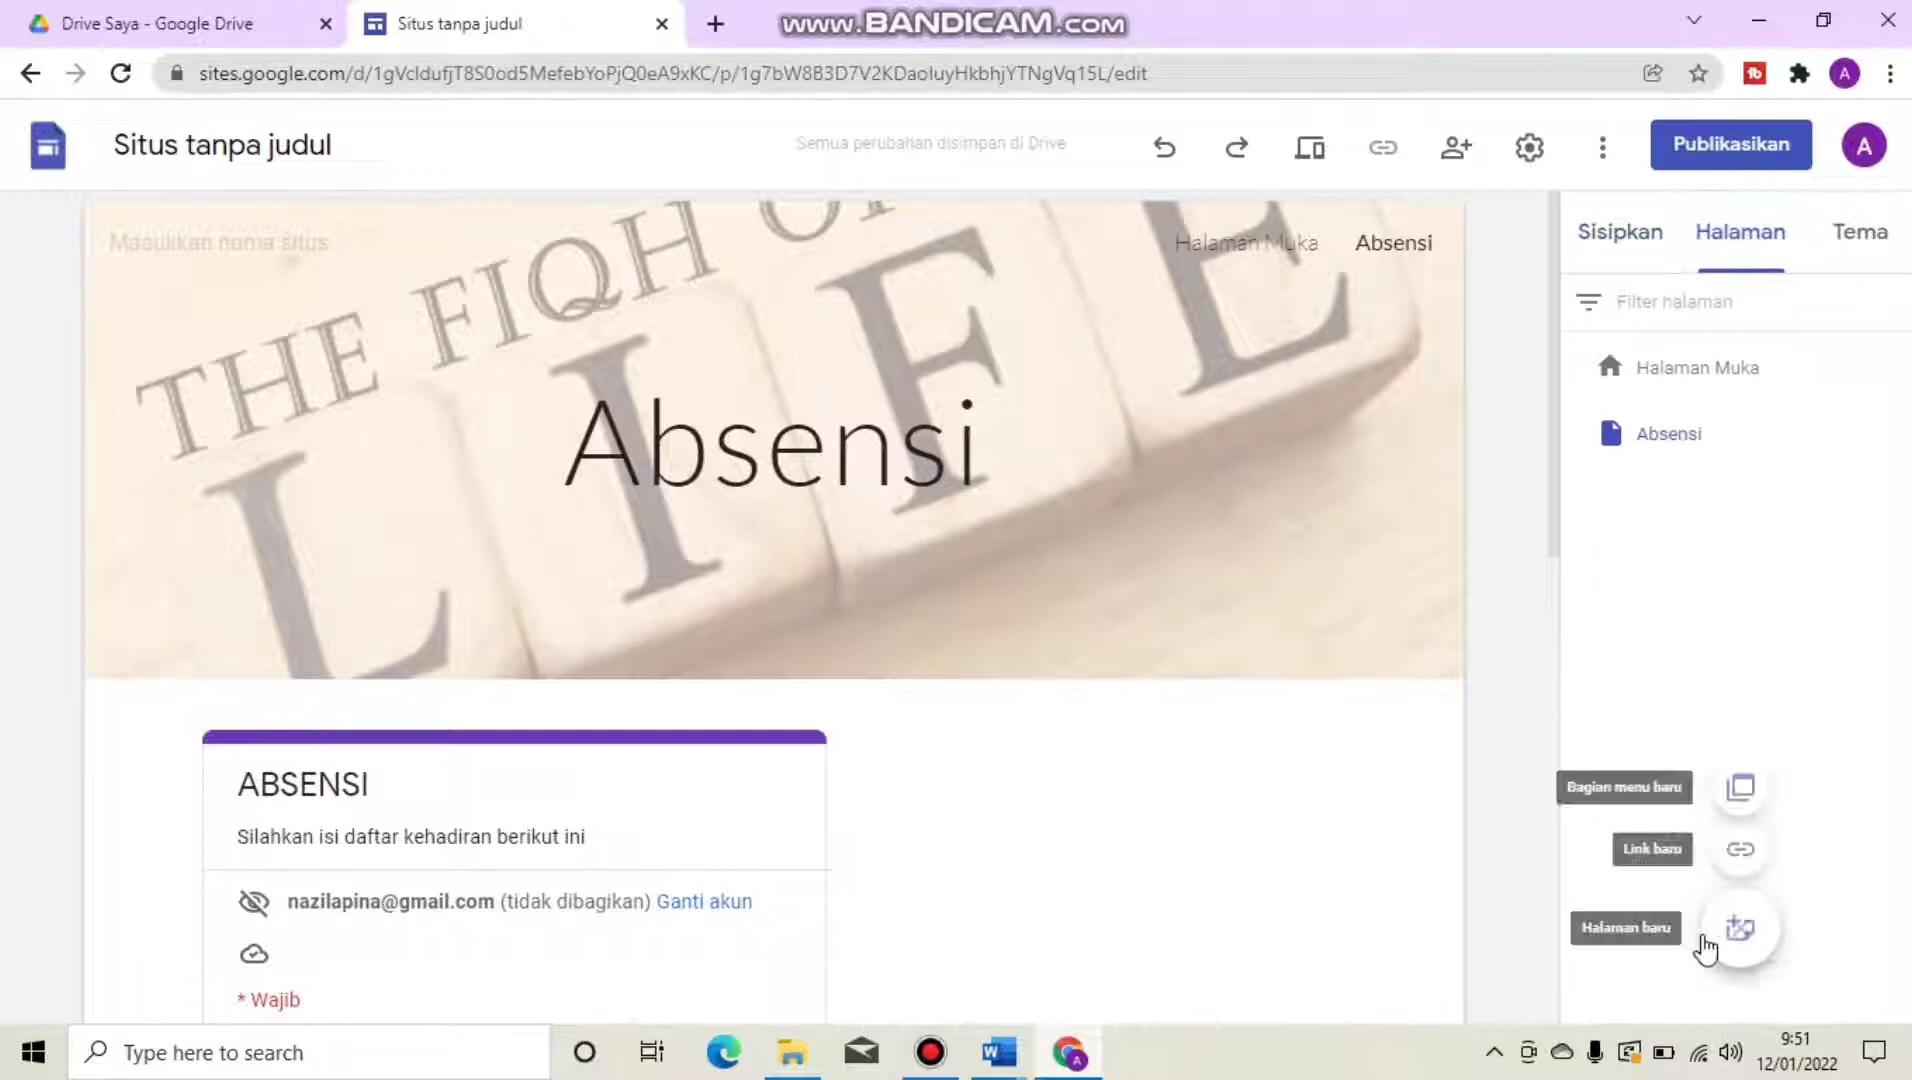 Drive Saya - Google Drive
Situs tanpa judul
www.BANDICAM.com
sites.google.com/d/1gVcldufjT8S0od5MefebYoPjQ0eA9xKC/p/1g7bW8B3D7V2KDaoIuyHkbhjYTNgVq15L/edit
A
Situs tanpa judul
Semua perubahan disimpan di Drive
Publikasikan
A
Sisipkan
Halaman
Tema
Masukkan nama situs
Halaman Muka
Absensi
THE FIQH OF
LIFE
Absensi
Filter halaman
Halaman Muka
Absensi
Bagian menu baru
Link baru
Halaman baru
ABSENSI
Silahkan isi daftar kehadiran berikut ini
nazilapina@gmail.com (tidak dibagikan) Ganti akun
* Wajib
Type here to search
9:51
12/01/2022